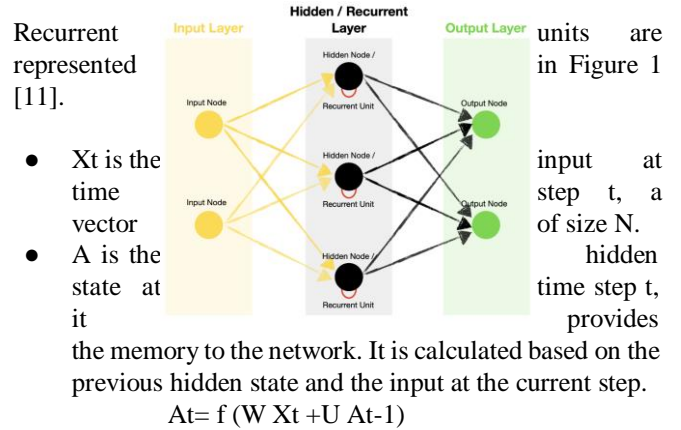 Recurrent units are
represented in Figure 1
[11].
● Xt is the input at
time step t, a
vector of size N.
● A is the hidden
state at time step t,
it provides
the memory to the network. It is calculated based on the
previous hidden state and the input at the current step.
At= f (W Xt +U At-1)
Input Layer
Hidden / Recurrent
Layer
Output Layer
Input Node
Input Node
Hidden Node /
Recurrent Unit
Hidden Node /
Recurrent Unit
Hidden Node /
Recurrent Unit
Output Node
Output Node